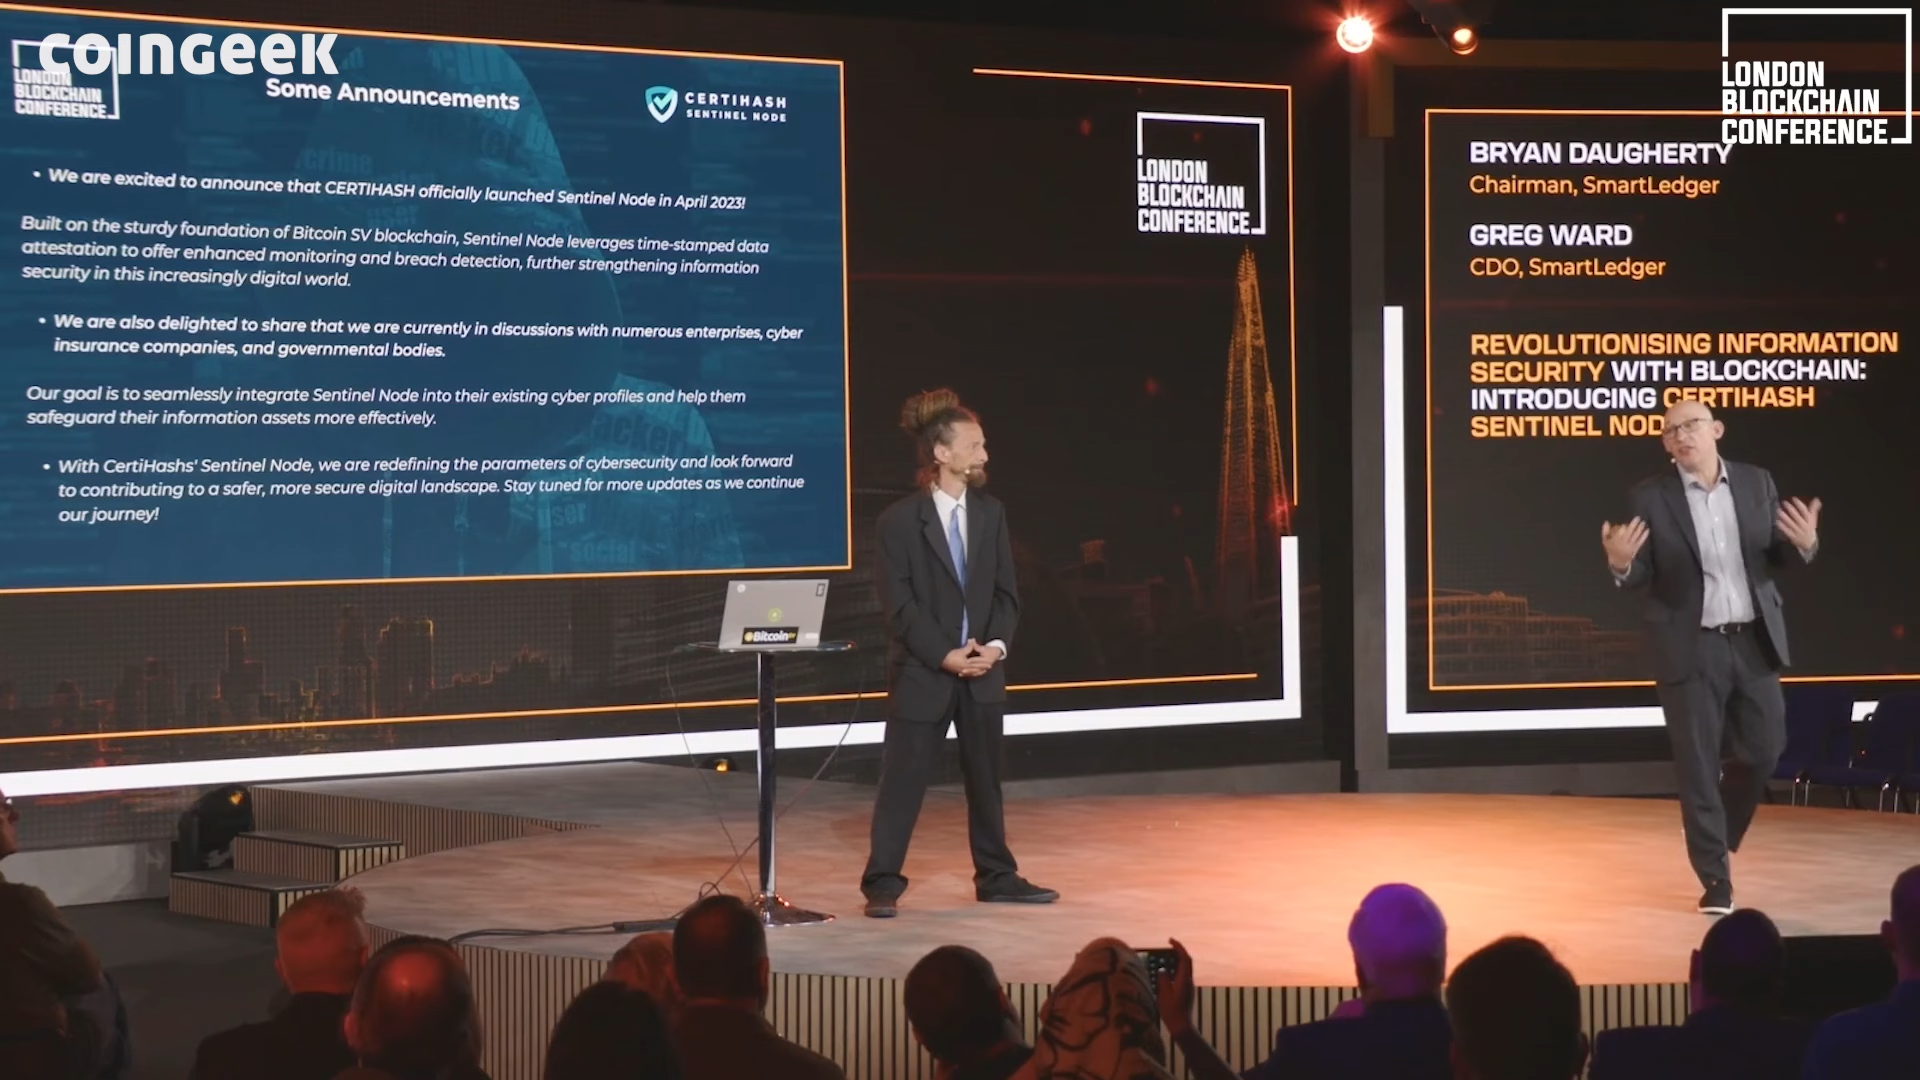 coingeek
LONDON
BLOCKCHAIN
CONFERENCE
Some Announcements
CERTIHASH
SENTINEL NODE
• We are excited to announce that CERTIHASH officially launched Sentinel Node in April 2023!
Built on the sturdy foundation of Bitcoin SV blockchain, Sentinel Node leverages time-stamped data
attestation to offer enhanced monitoring and breach detection, further strengthening information
security in this increasingly digital world.
• We are also delighted to share that we are currently in discussions with numerous enterprises, cyber
insurance companies, and governmental bodies.
Our goal is to seamlessly integrate Sentinel Node into their existing cyber profiles and help them
safeguard their information assets more effectively.
• With CertiHashs' Sentinel Node, we are redefining the parameters of cybersecurity and look forward
to contributing to a safer, more secure digital landscape. Stay tuned for more updates as we continue
our journey!
crime
user
hacker
user
social
Bitcoin
LONDON
BLOCKCHAIN
CONFERENCE
LONDON
BLOCKCHAIN
CONFERENCE
BRYAN DAUGHERTY
Chairman, SmartLedger
GREG WARD
CDO, SmartLedger
REVOLUTIONISING INFORMATION
SECURITY WITH BLOCKCHAIN:
INTRODUCING CERTIHASH
SENTINEL NOD